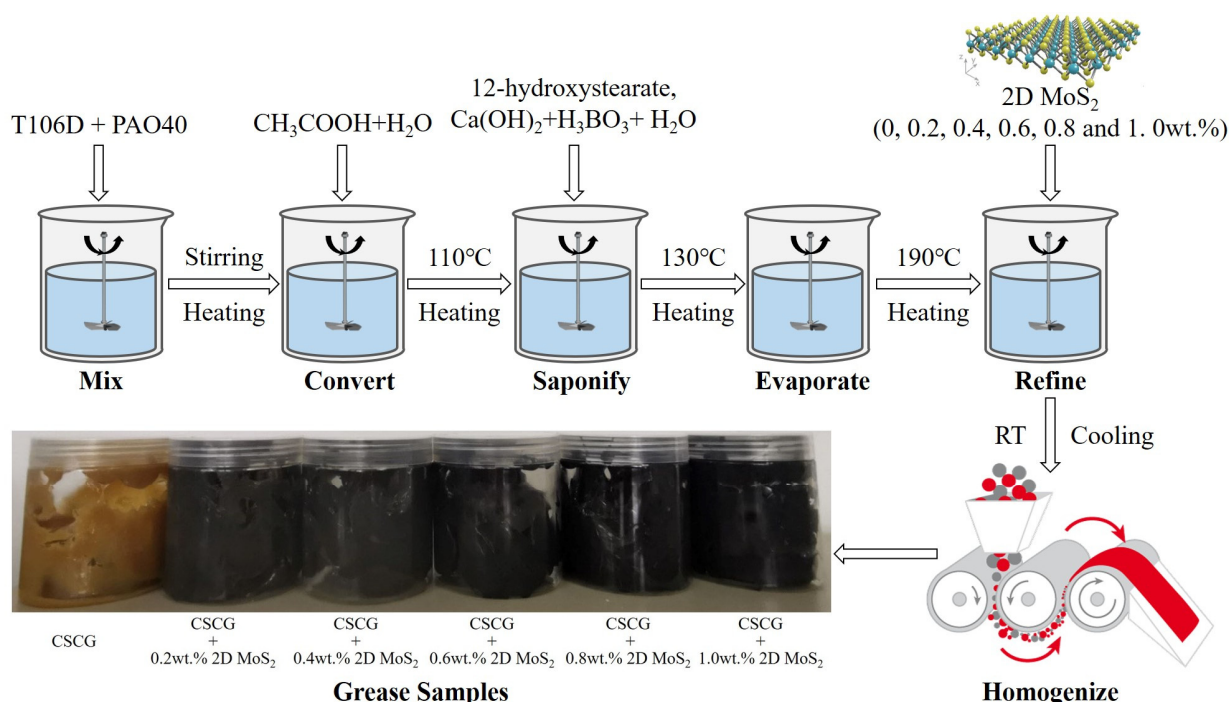 T106D + PAO40
CH₃COOH+H₂O
12-hydroxystearate,
Ca(OH)₂+H₃BO₃+ H₂O
z
y
x
2D MoS₂
(0, 0.2, 0.4, 0.6, 0.8 and 1. 0wt.%)
Stirring
Heating
110℃
Heating
130℃
Heating
190℃
Heating
Mix
Convert
Saponify
Evaporate
Refine
RT
Cooling
CSCG
CSCG
+
0.2wt.% 2D MoS₂
CSCG
+
0.4wt.% 2D MoS₂
CSCG
+
0.6wt.% 2D MoS₂
CSCG
+
0.8wt.% 2D MoS₂
CSCG
+
1.0wt.% 2D MoS₂
Grease Samples
Homogenize